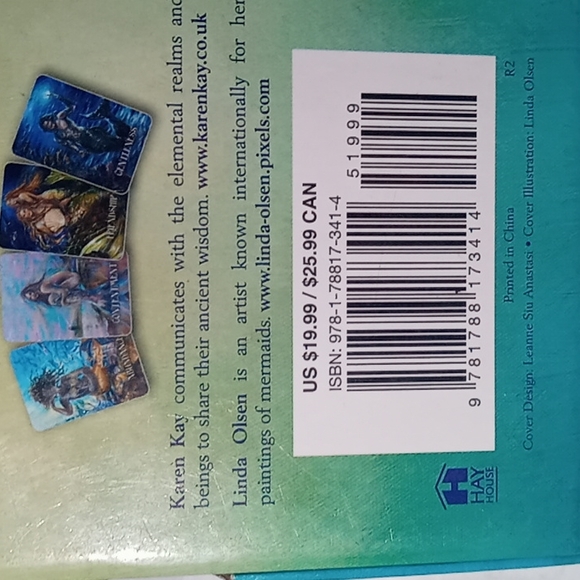 GENTLENESS
CONTENTMENT
Karen Kay communicates with the elemental realms and
beings to share their ancient wisdom. www.karenkay.co.uk
Linda Olsen is an artist known internationally for her
paintings of mermaids. www.linda-olsen.pixels.com
US $19.99 / $25.99 CAN
ISBN: 978-1-78817-341-4
51999
9 781788 173414
HAY
HOUSE
Printed in China
R2
Cover Design: Leanne Siu Anastasi • Cover Illustration: Linda Olsen